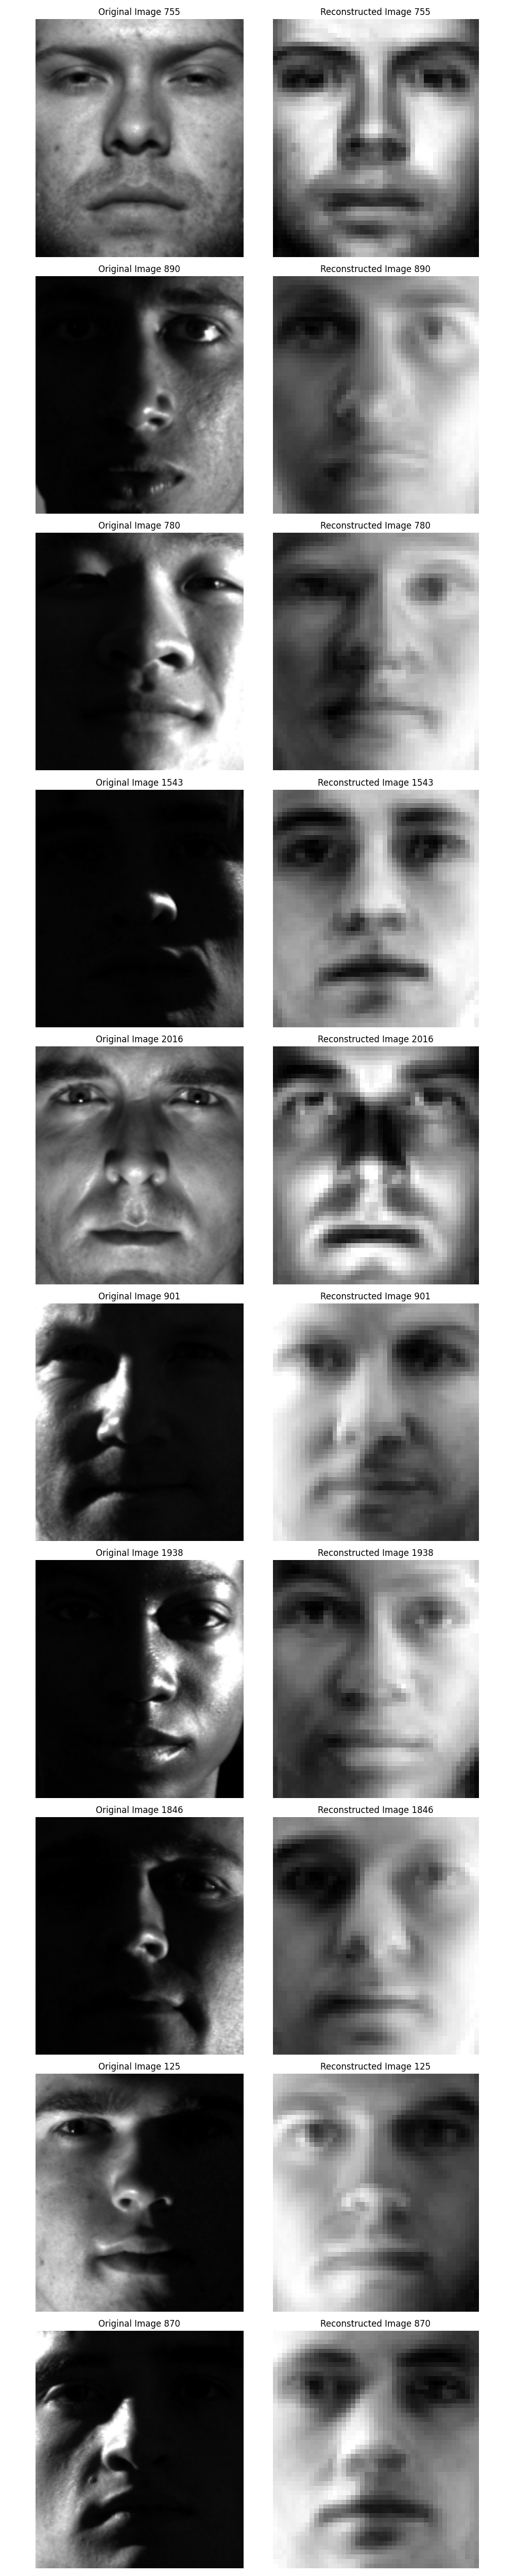 Original Image 755
Reconstructed Image 755
Original Image 890
Reconstructed Image 890
Original Image 780
Reconstructed Image 780
Original Image 1543
Reconstructed Image 1543
Original Image 2016
Reconstructed Image 2016
Original Image 901
Reconstructed Image 901
Original Image 1938
Reconstructed Image 1938
Original Image 1846
Reconstructed Image 1846
Original Image 125
Reconstructed Image 125
Original Image 870
Reconstructed Image 870